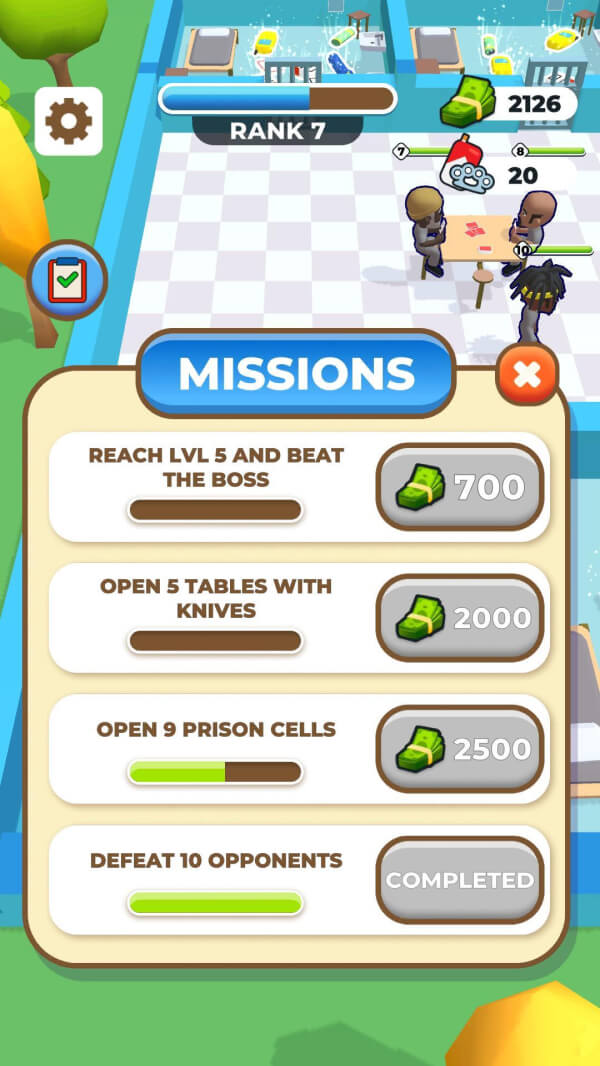 2126
RANK 7
7
8
20
10
MISSIONS
REACH LVL 5 AND BEAT
THE BOSS
700
OPEN 5 TABLES WITH
KNIVES
2000
OPEN 9 PRISON CELLS
2500
DEFEAT 10 OPPONENTS
COMPLETED